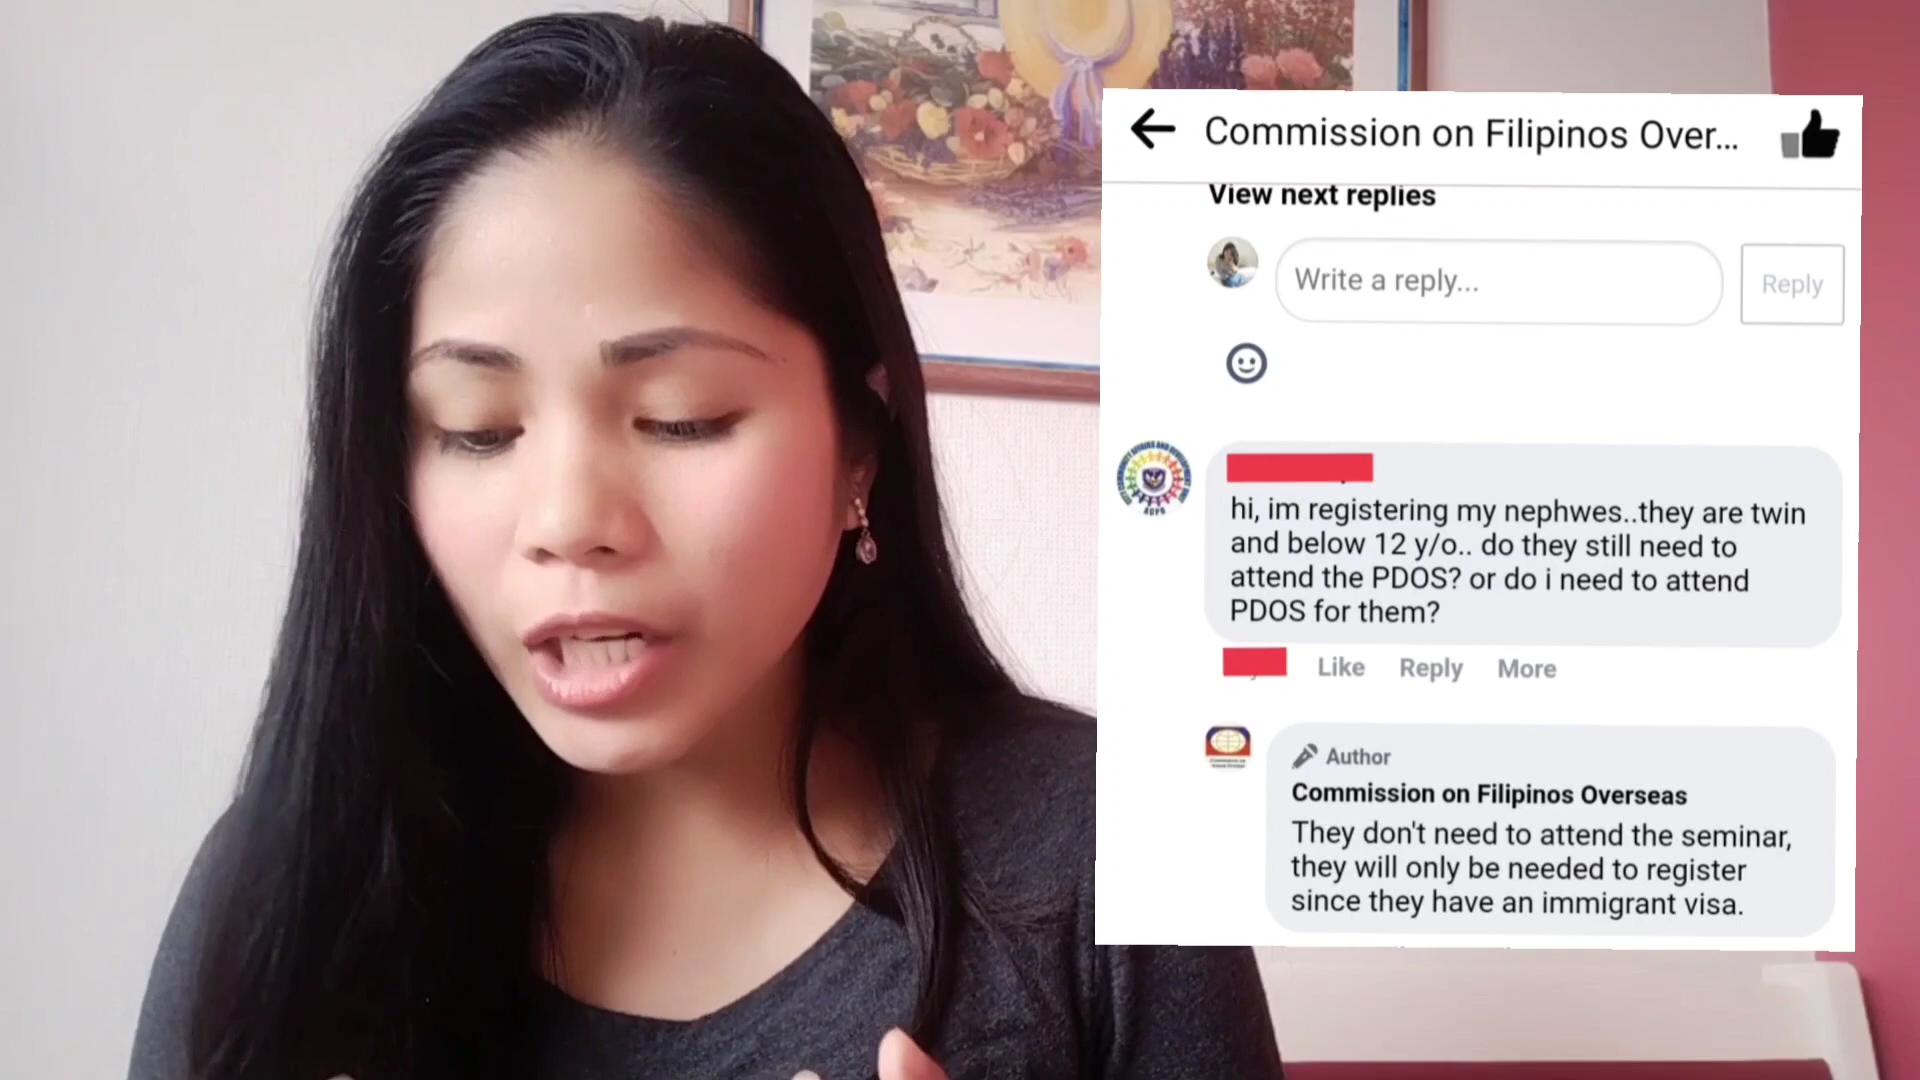 Commission on Filipinos Over...
View next replies
Write a reply...
Reply
hi, im registering my nephwes..they are twin
and below 12 y/o.. do they still need to
attend the PDOS? or do i need to attend
PDOS for them?
Like Reply More
Author
Commission on Filipinos Overseas
They don't need to attend the seminar,
they will only be needed to register
since they have an immigrant visa.